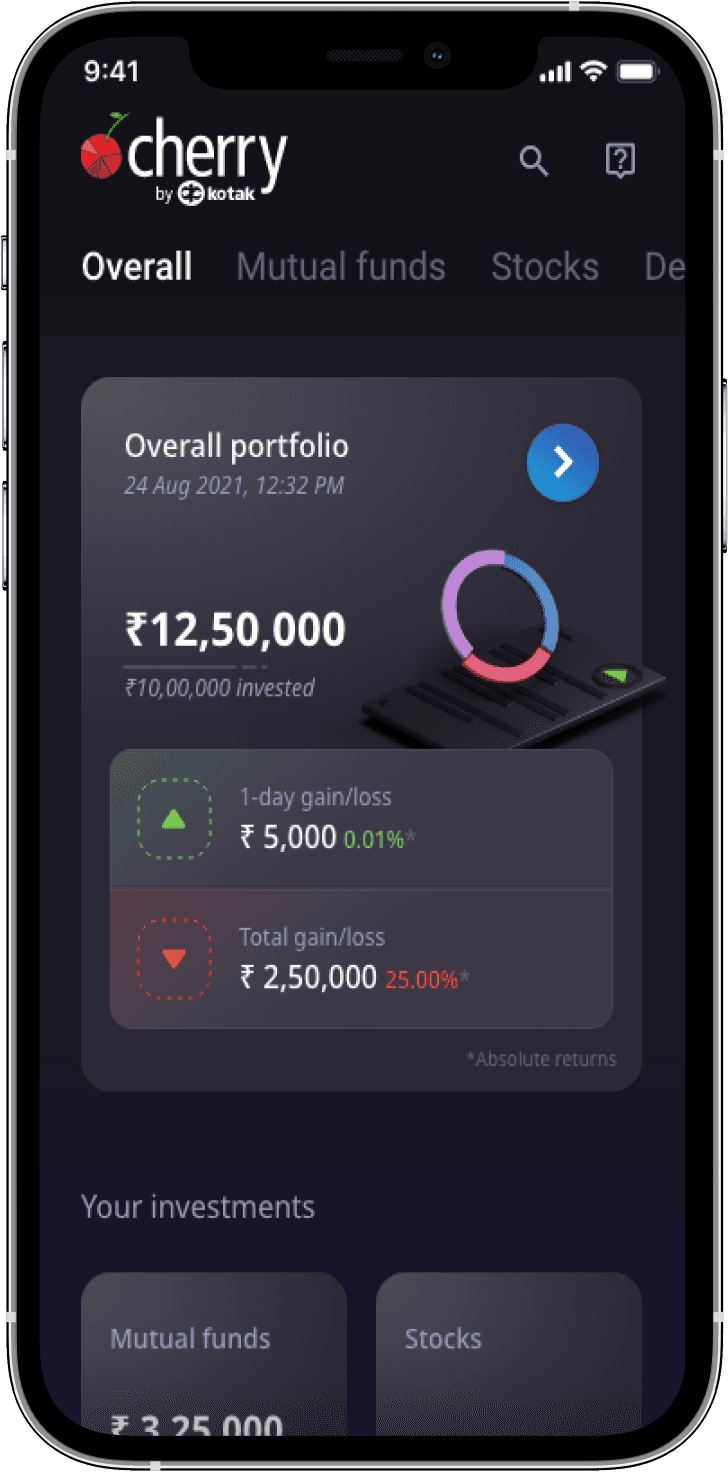 9:41
cherry
by kotak
Overall Mutual funds Stocks De
Overall portfolio
24 Aug 2021, 12:32 PM
₹12,50,000
₹10,00,000 invested
1-day gain/loss
₹ 5,000 0.01%*
Total gain/loss
₹ 2,50,000 25.00%*
*Absolute returns
Your investments
Mutual funds Stocks
₹ 3,25,000